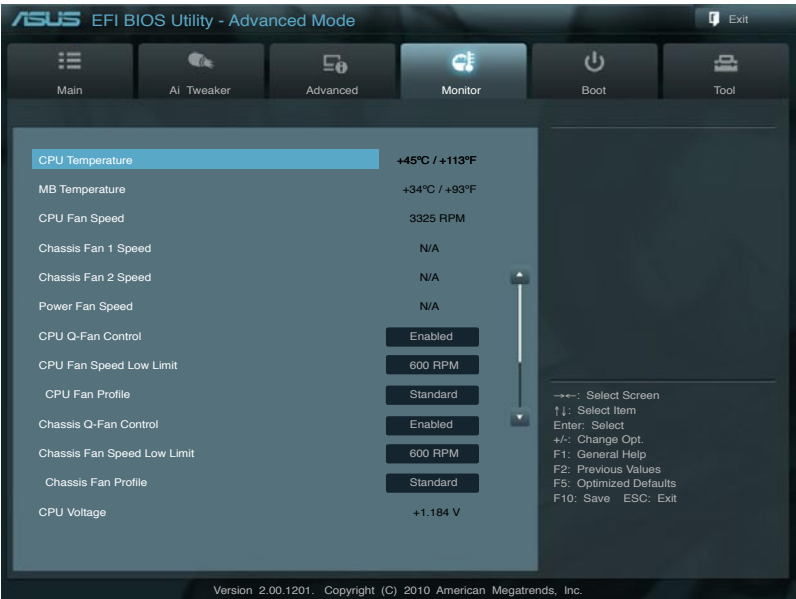 ASUS EFI BIOS Utility - Advanced Mode
Exit
Main
Ai Tweaker
Advanced
Monitor
Boot
Tool
CPU Temperature +45ºC / +113ºF
MB Temperature +34ºC / +93ºF
CPU Fan Speed 3325 RPM
Chassis Fan 1 Speed N/A
Chassis Fan 2 Speed N/A
Power Fan Speed N/A
CPU Q-Fan Control Enabled
CPU Fan Speed Low Limit 600 RPM
CPU Fan Profile Standard
Chassis Q-Fan Control Enabled
Chassis Fan Speed Low Limit 600 RPM
Chassis Fan Profile Standard
CPU Voltage +1.184 V
→←: Select Screen
↑↓: Select Item
Enter: Select
+/-: Change Opt.
F1: General Help
F2: Previous Values
F5: Optimized Defaults
F10: Save ESC: Exit
Version 2.00.1201. Copyright (C) 2010 American Megatrends, Inc.